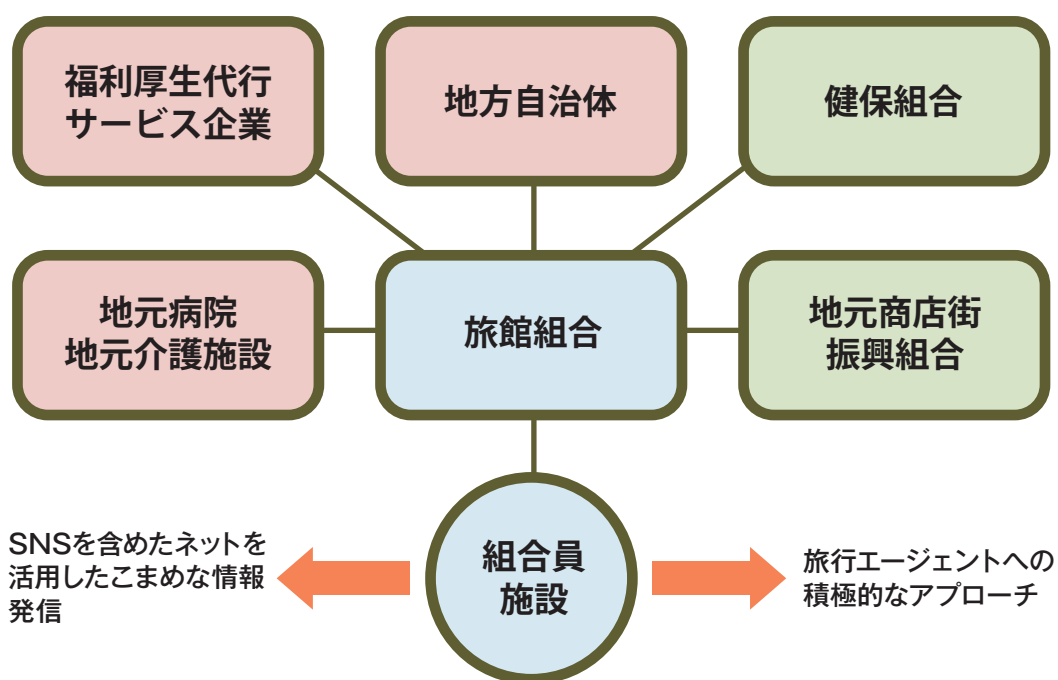 福利厚生代行
サービス企業
地方自治体
健保組合
地元病院
地元介護施設
旅館組合
地元商店街
振興組合
組合員
施設
SNSを含めたネットを
活用したこまめな情報
発信
旅行エージェントへの
積極的なアプローチ